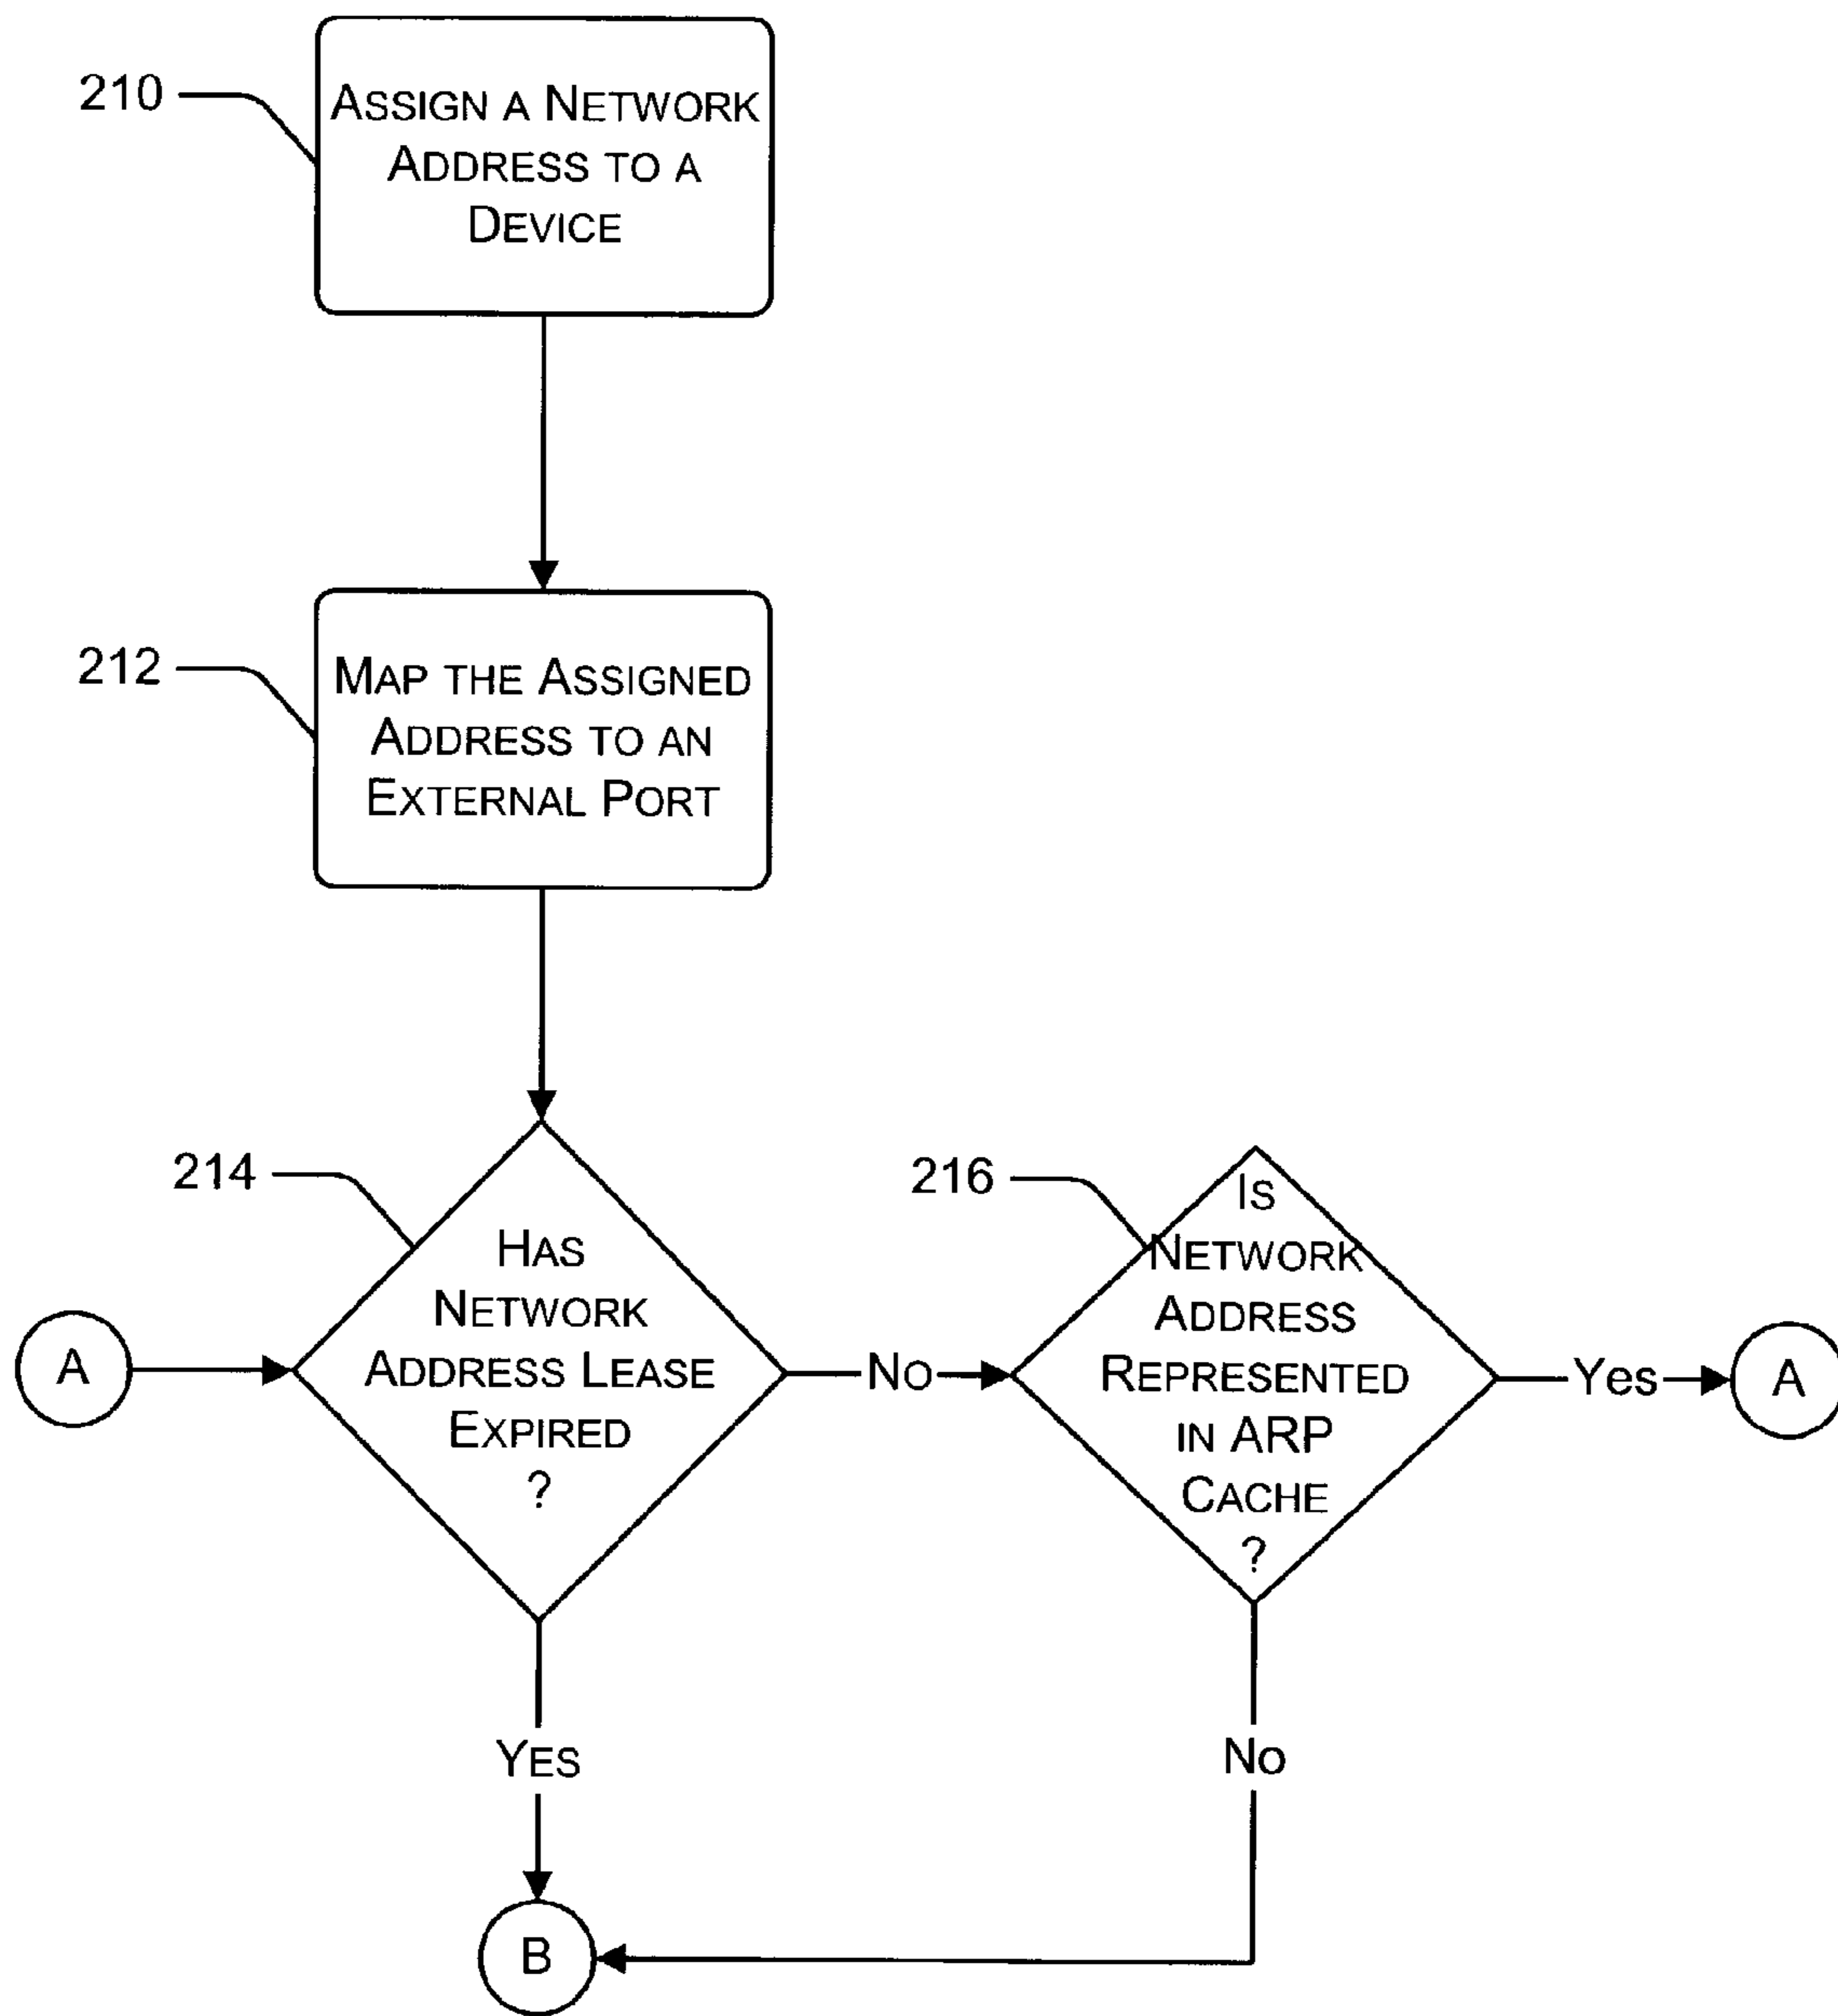 210
ASSIGN A NETWORK
ADDRESS TO A
DEVICE
212
MAP THE ASSIGNED
ADDRESS TO AN
EXTERNAL PORT
214
HAS
NETWORK
ADDRESS LEASE
EXPIRED
?
A
NO
216
IS
NETWORK
ADDRESS
REPRESENTED
IN ARP
CACHE
?
Yes
A
YES
NO
B